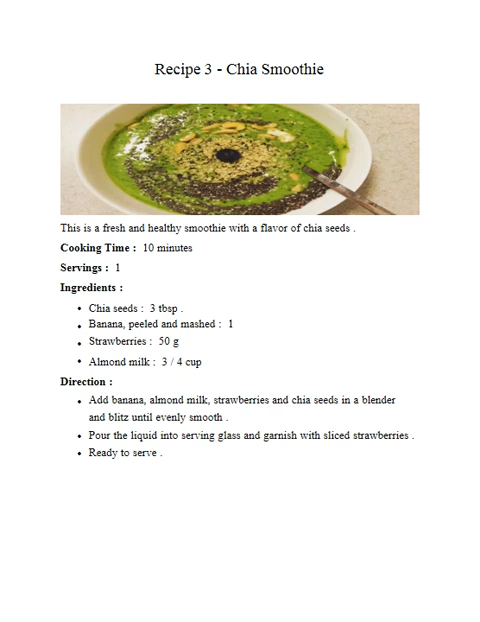 Recipe 3 - Chia Smoothie
This is a fresh and healthy smoothie with a flavor of chia seeds .
Cooking Time : 10 minutes
Servings : 1
Ingredients :
• Chia seeds : 3 tbsp .
• Banana, peeled and mashed : 1
• Strawberries : 50 g
• Almond milk : 3 / 4 cup
Direction :
• Add banana, almond milk, strawberries and chia seeds in a blender
and blitz until evenly smooth .
• Pour the liquid into serving glass and garnish with sliced strawberries .
• Ready to serve .